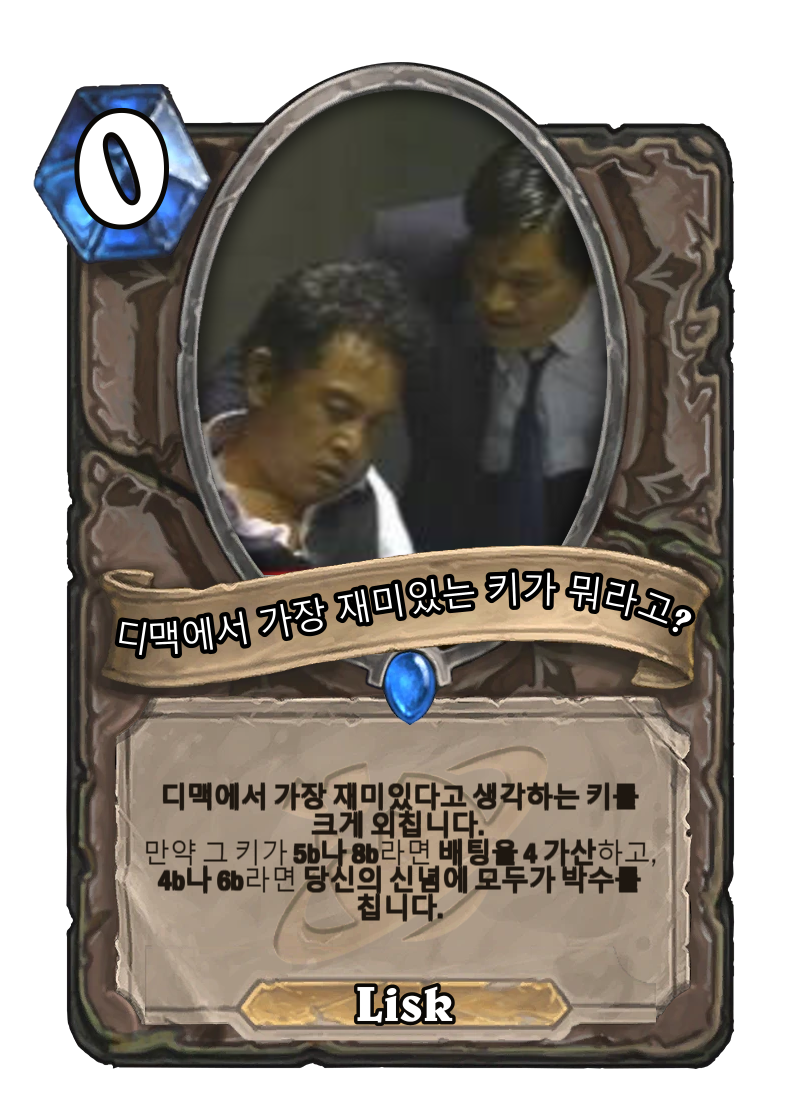 0
디맥에서 가장 재미있는 키가 뭐라고?
디맥에서 가장 재미있다고 생각하는 키를
크게 외칩니다.
만약 그 키가 5b나 8b라면 배팅을 4 가산하고,
4b나 6b라면 당신의 신념에 모두가 박수를
칩니다.
Lisk